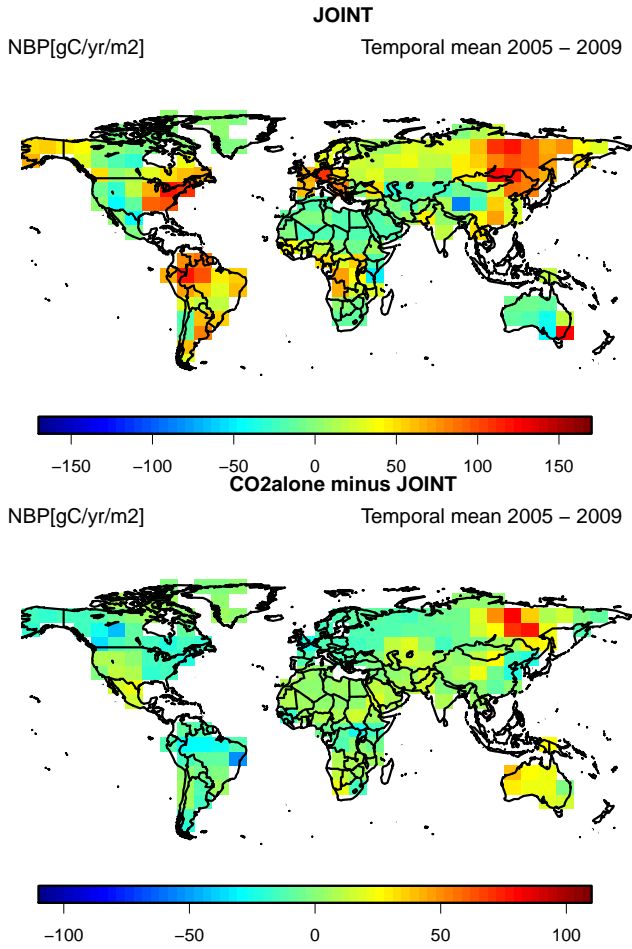 JOINT
NBP[gC/yr/m2] Temporal mean 2005 − 2009
−150 −100 −50 0 50 100 150
CO2alone minus JOINT
NBP[gC/yr/m2] Temporal mean 2005 − 2009
−100 −50 0 50 100